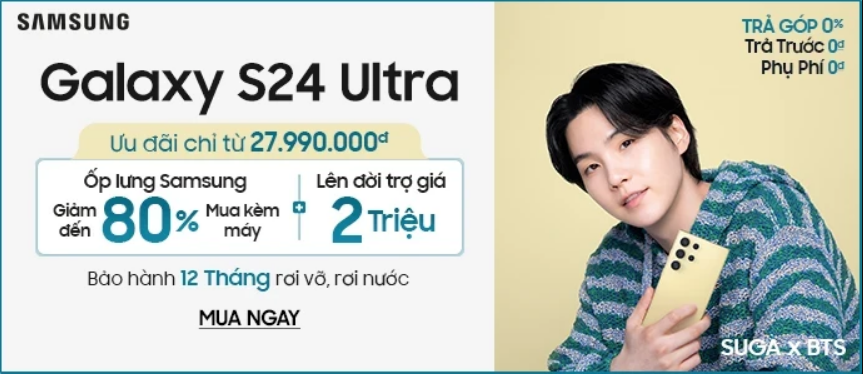 SAMSUNG
Galaxy S24 Ultra
Ưu đãi chỉ từ 27.990.000đ
Ốp lưng Samsung
Giảm đến 80% Mua kèm máy
+
Lên đời trợ giá
2 Triệu
Bảo hành 12 Tháng rơi vỡ, rơi nước
MUA NGAY
TRẢ GÓP 0%
Trả Trước 0đ
Phụ Phí 0đ
SUGA x BTS